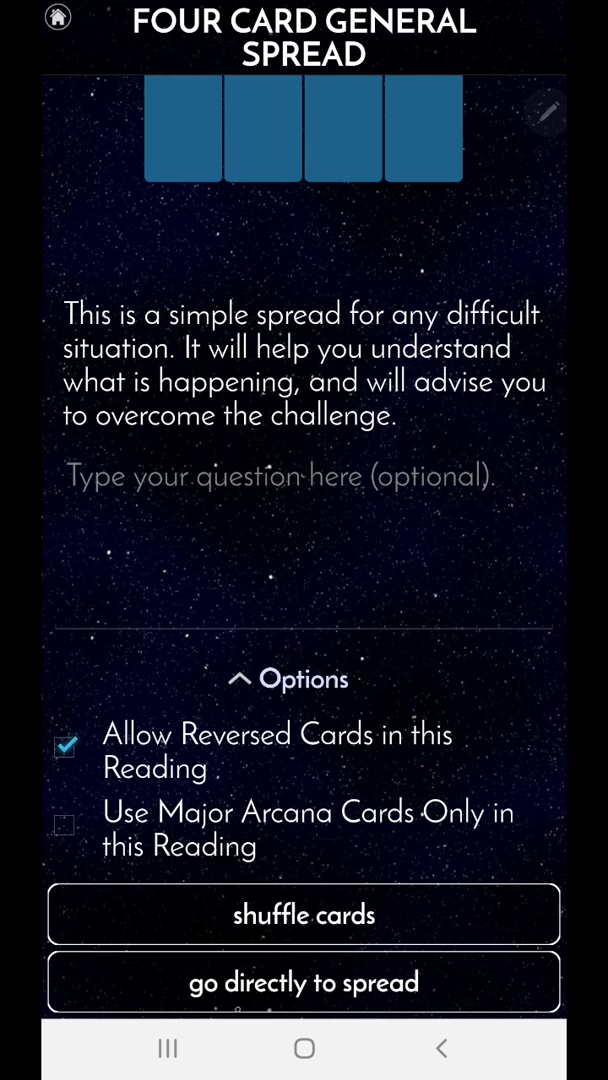 FOUR CARD GENERAL
SPREAD
This is a simple spread for any difficult
situation. It will help you understand
what is happening, and will advise you
to overcome the challenge.
Type your question here (optional).
Options
Allow Reversed Cards in this
Reading
Use Major Arcana Cards Only in
this Reading
shuffle cards
go directly to spread